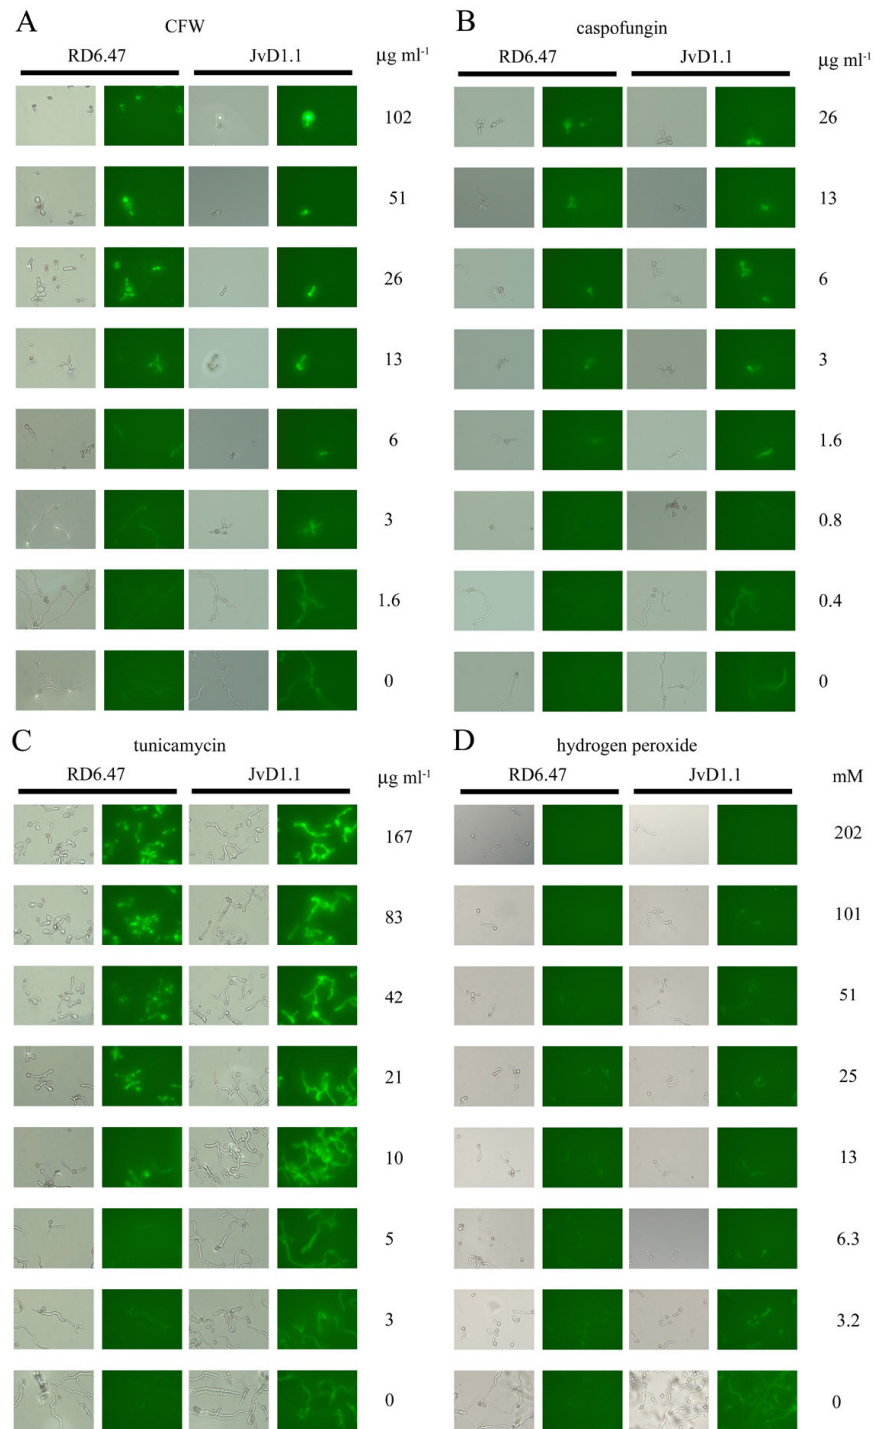 A
CFW
RD6.47 JvD1.1 µg ml-1
102
51
26
13
6
3
1.6
0
B
caspofungin
RD6.47 JvD1.1 µg ml-1
26
13
6
3
1.6
0.8
0.4
0
C
tunicamycin
RD6.47 JvD1.1 µg ml-1
167
83
42
21
10
5
3
0
D
hydrogen peroxide
RD6.47 JvD1.1 mM
202
101
51
25
13
6.3
3.2
0